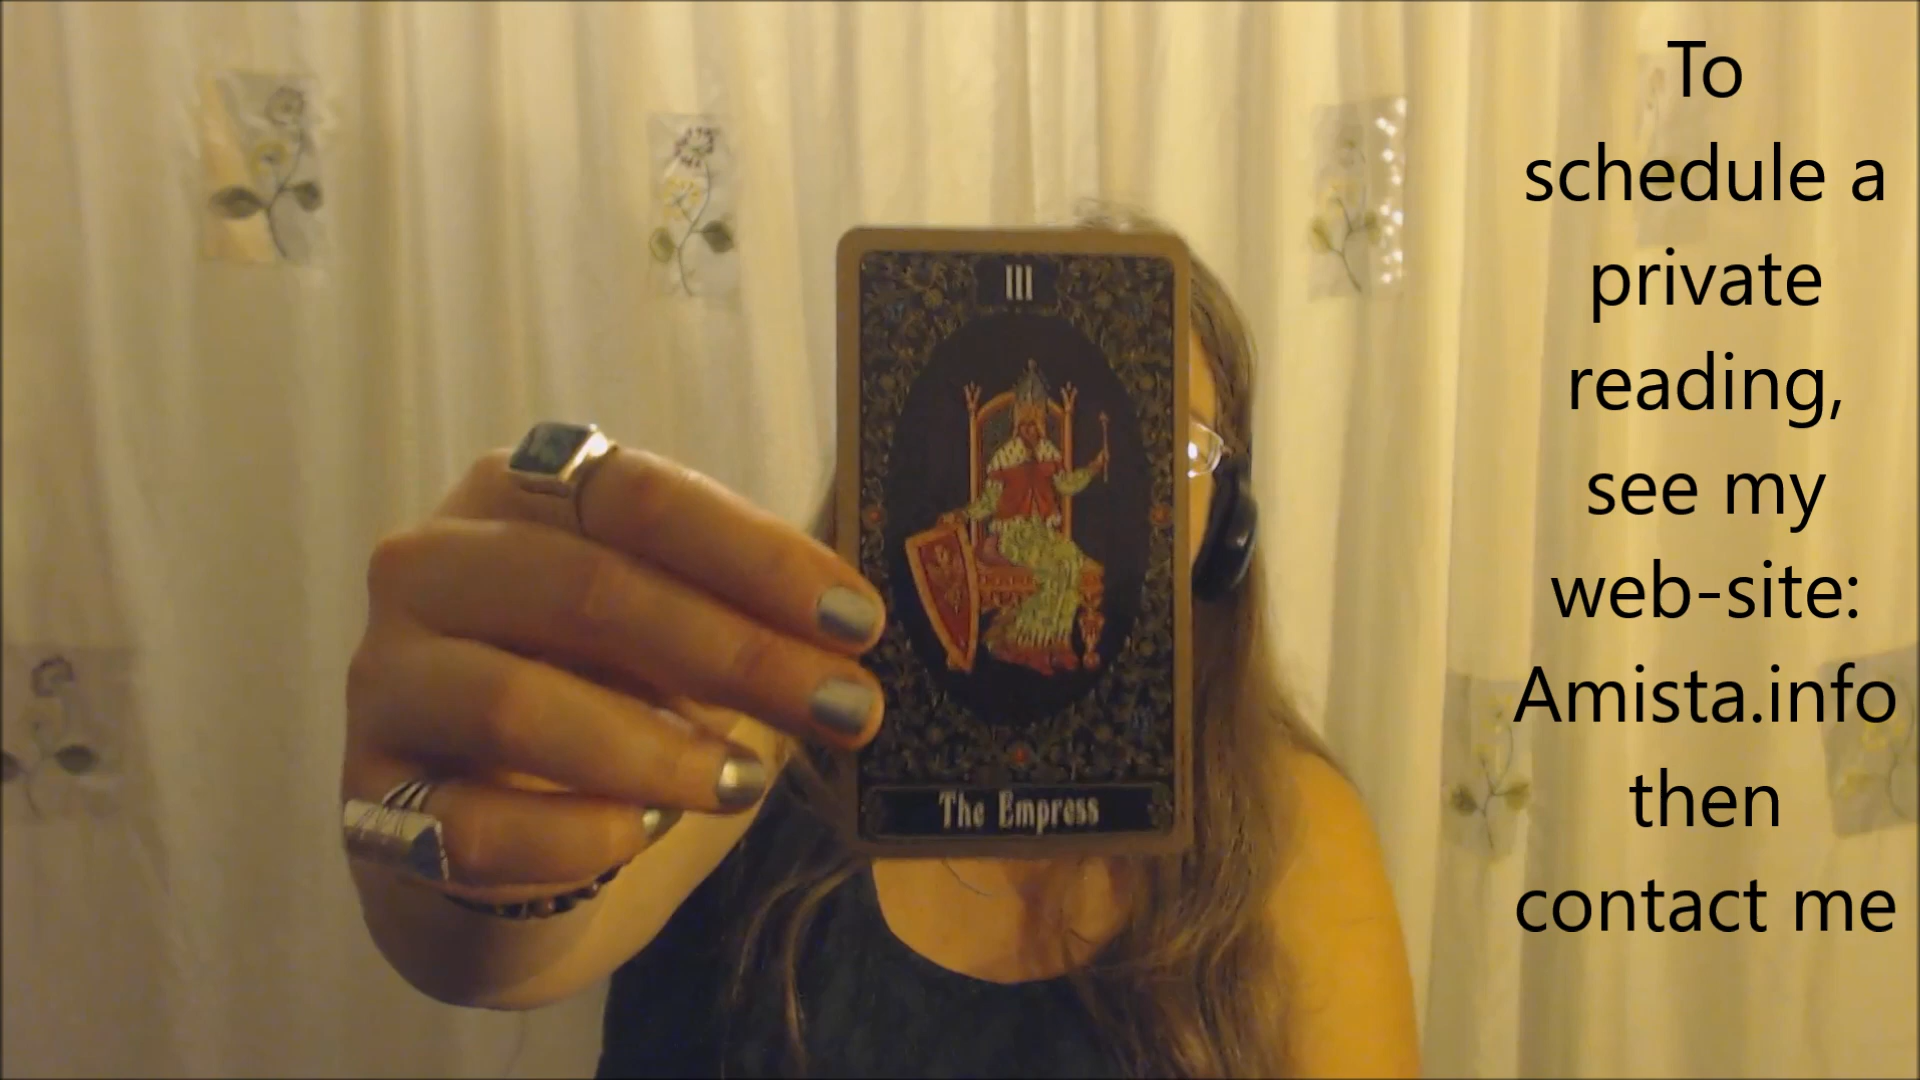 III
The Empress
To
schedule a
private
reading,
see my
web-site:
Amista.info
then
contact me